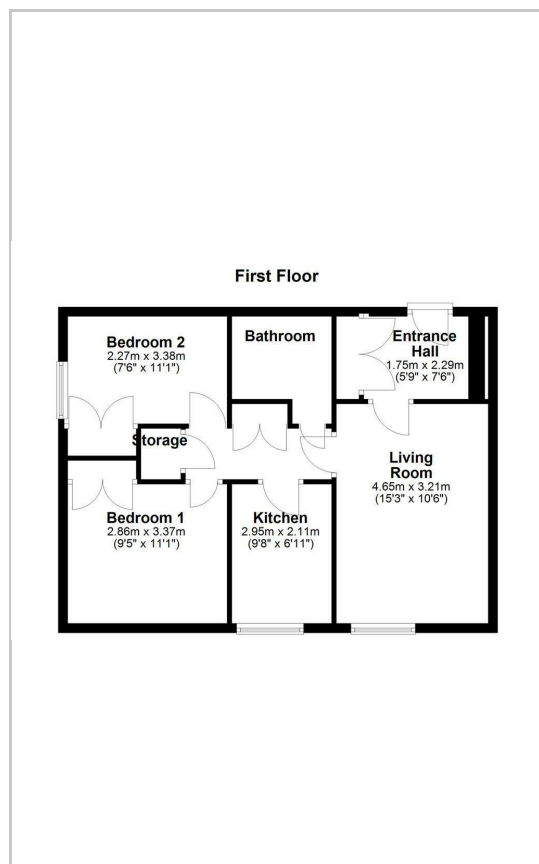 First Floor
Bedroom 2
2.27m x 3.38m
(7'6" x 11'1")
Bathroom
Entrance
Hall
1.75m x 2.29m
(5'9" x 7'6")
Storage
Living
Room
4.65m x 3.21m
(15'3" x 10'6")
Bedroom 1
2.86m x 3.37m
(9'5" x 11'1")
Kitchen
2.95m x 2.11m
(9'8" x 6'11")